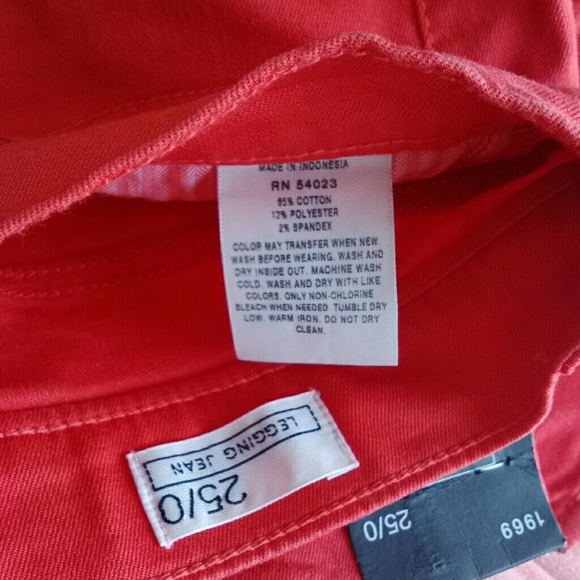 MADE IN INDONESIA
RN 54023
85% COTTON
13% POLYESTER
2% SPANDEX
COLOR MAY TRANSFER WHEN NEW.
WASH BEFORE WEARING. WASH AND
DRY INSIDE OUT. MACHINE WASH
COLD. WASH AND DRY WITH LIKE
COLORS. ONLY NON-CHLORINE
BLEACH WHEN NEEDED. TUMBLE DRY
LOW. WARM IRON. DO NOT DRY
CLEAN.
LEGGING JEAN
25/0
1969
25/0